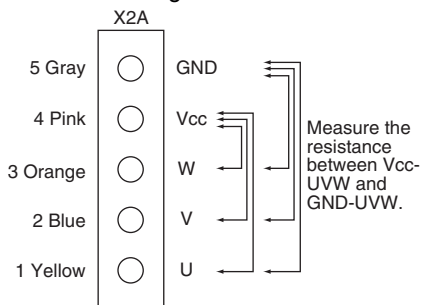 X2A
5 Gray GND
4 Pink Vcc
3 Orange W
2 Blue V
1 Yellow U
Measure the
resistance
between Vcc-
UVW and
GND-UVW.